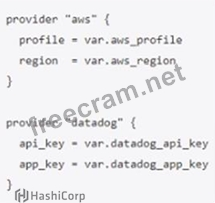 provider "aws" {
  profile = var.aws_profile
  region  = var.aws_region
}
freecram.net
provider "datadog" {
  api_key = var.datadog_api_key
  app_key = var.datadog_app_key
}
HashiCorp